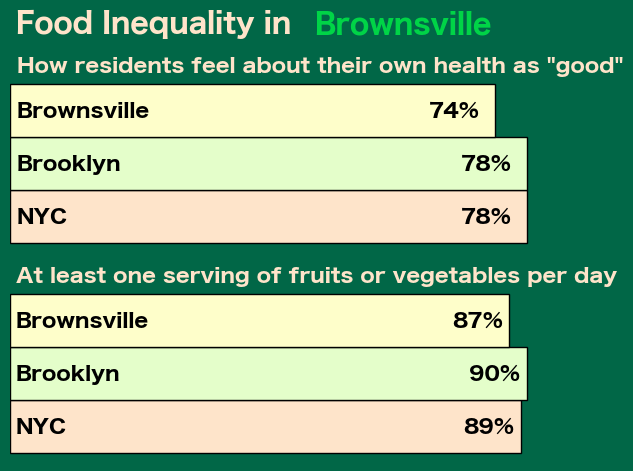 Food Inequality in Brownsville
How residents feel about their own health as "good"
Brownsville 74%
Brooklyn 78%
NYC 78%
At least one serving of fruits or vegetables per day
Brownsville 87%
Brooklyn 90%
NYC 89%